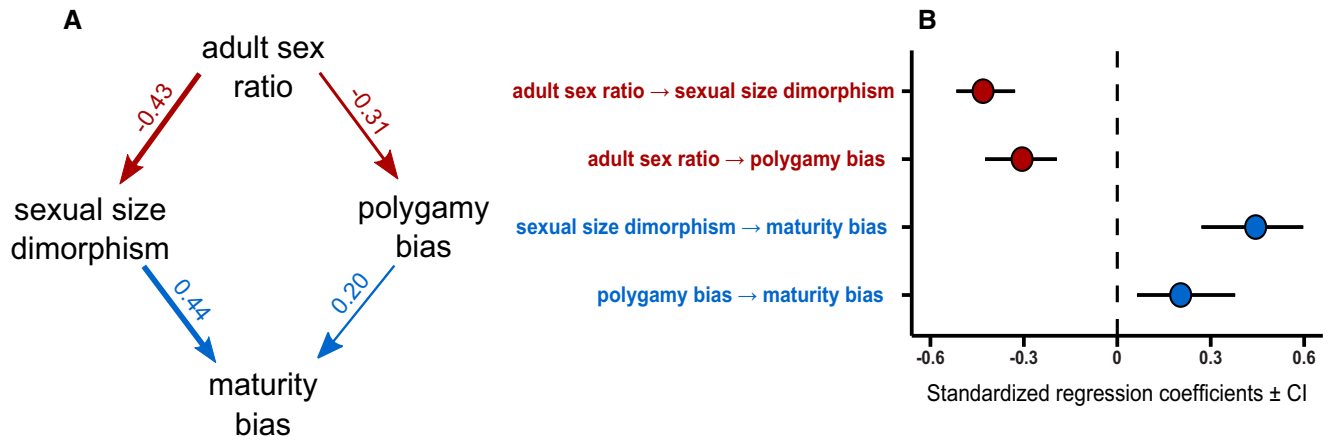 A
adult sex
ratio
-0.43
-0.31
sexual size
dimorphism
polygamy
bias
0.44
0.20
maturity
bias
B
adult sex ratio → sexual size dimorphism
adult sex ratio → polygamy bias
sexual size dimorphism → maturity bias
polygamy bias → maturity bias
-0.6 -0.3 0 0.3 0.6
Standardized regression coefficients ± CI